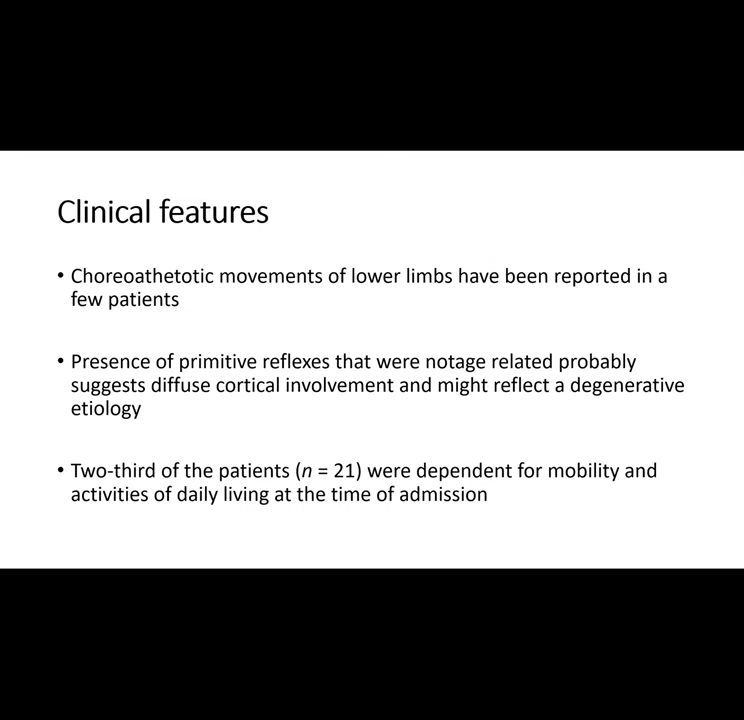 Clinical features
• Choreoathetotic movements of lower limbs have been reported in a
few patients
• Presence of primitive reflexes that were notage related probably
suggests diffuse cortical involvement and might reflect a degenerative
etiology
• Two-third of the patients (n = 21) were dependent for mobility and
activities of daily living at the time of admission